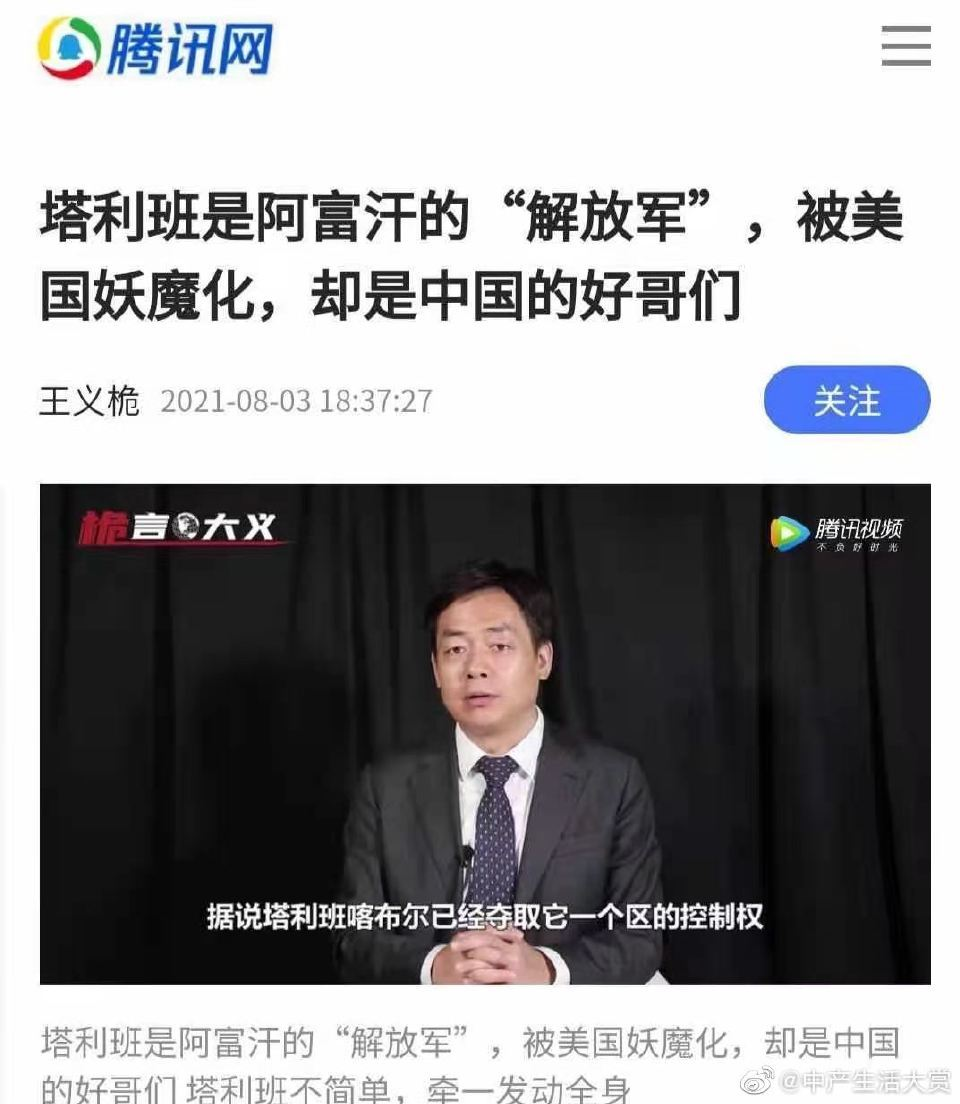 腾讯网
塔利班是阿富汗的“解放军”，被美
国妖魔化，却是中国的好哥们
王义桅 2021-08-03 18:37:27
关注
桅言大义
腾讯视频
不负好时光
据说塔利班喀布尔已经夺取它一个区的控制权
塔利班是阿富汗的“解放军”，被美国妖魔化，却是中国
的好哥们 塔利班不简单，牵一发动全身
@中产生活大赏